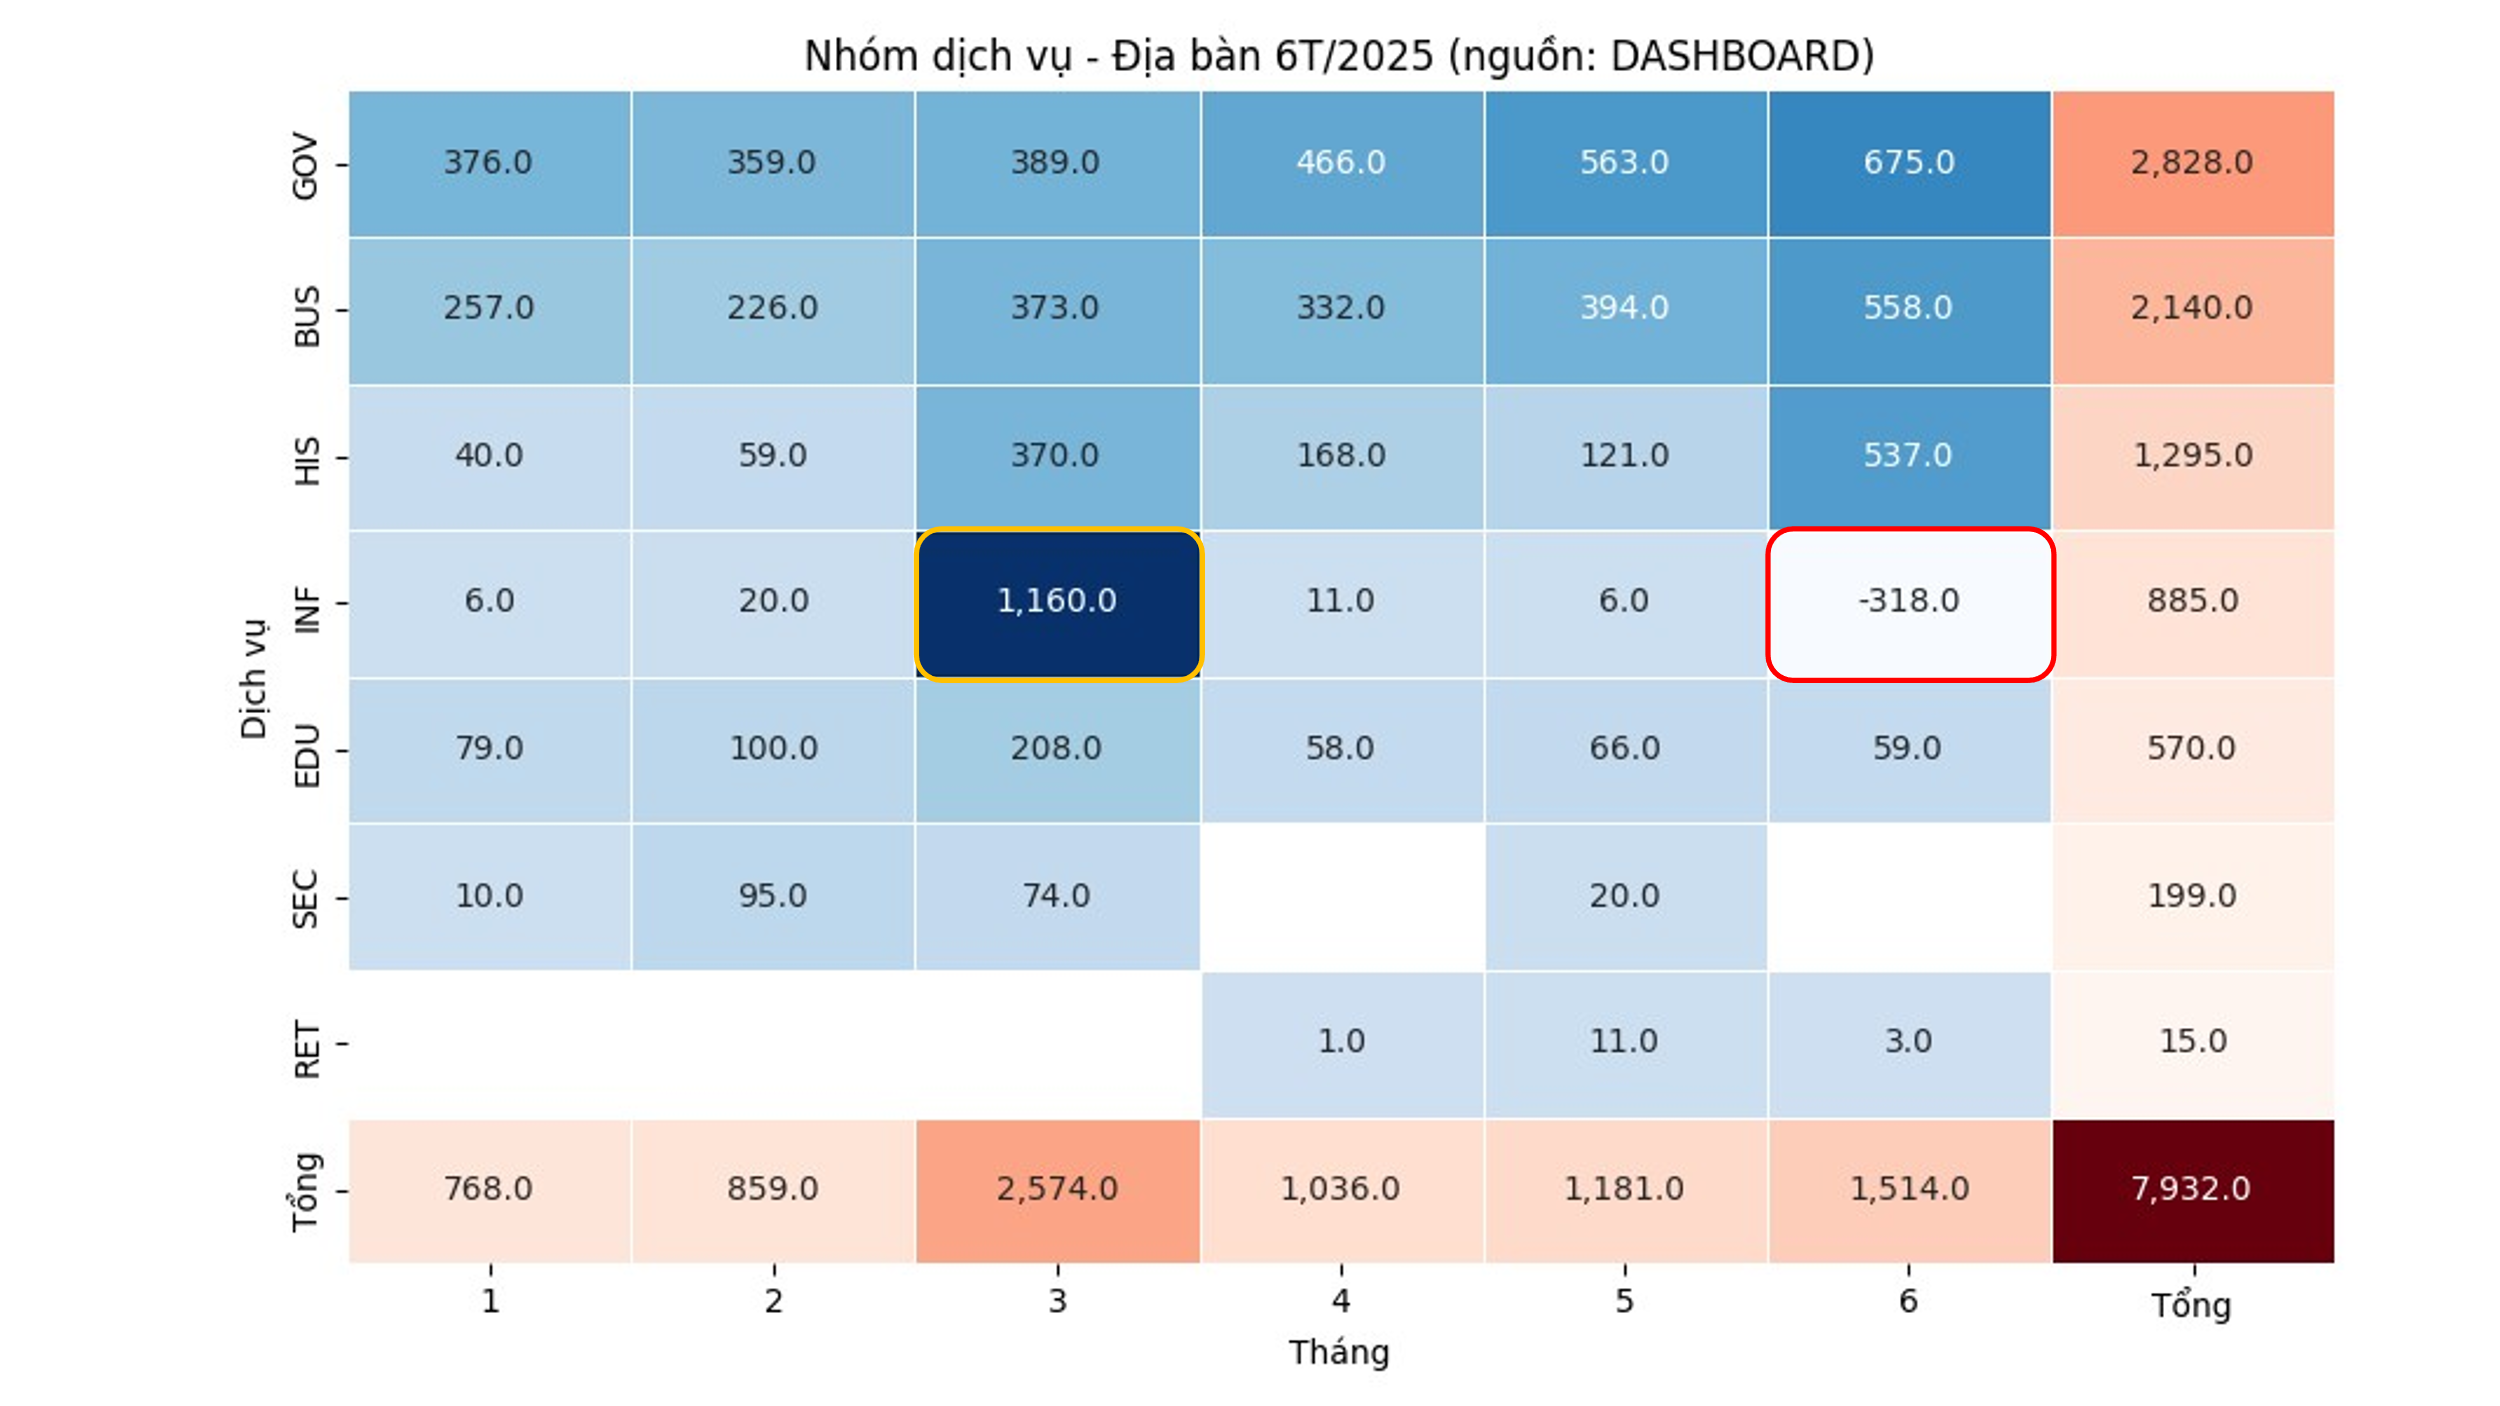 Nhóm dịch vụ - Địa bàn 6T/2025 (nguồn: DASHBOARD)
Dịch vụ
GOV 376.0 359.0 389.0 466.0 563.0 675.0 2,828.0
BUS 257.0 226.0 373.0 332.0 394.0 558.0 2,140.0
HIS 40.0 59.0 370.0 168.0 121.0 537.0 1,295.0
INF 6.0 20.0 1,160.0 11.0 6.0 -318.0 885.0
EDU 79.0 100.0 208.0 58.0 66.0 59.0 570.0
SEC 10.0 95.0 74.0 20.0 199.0
RET 1.0 11.0 3.0 15.0
Tổng 768.0 859.0 2,574.0 1,036.0 1,181.0 1,514.0 7,932.0
1 2 3 4 5 6 Tổng
Tháng